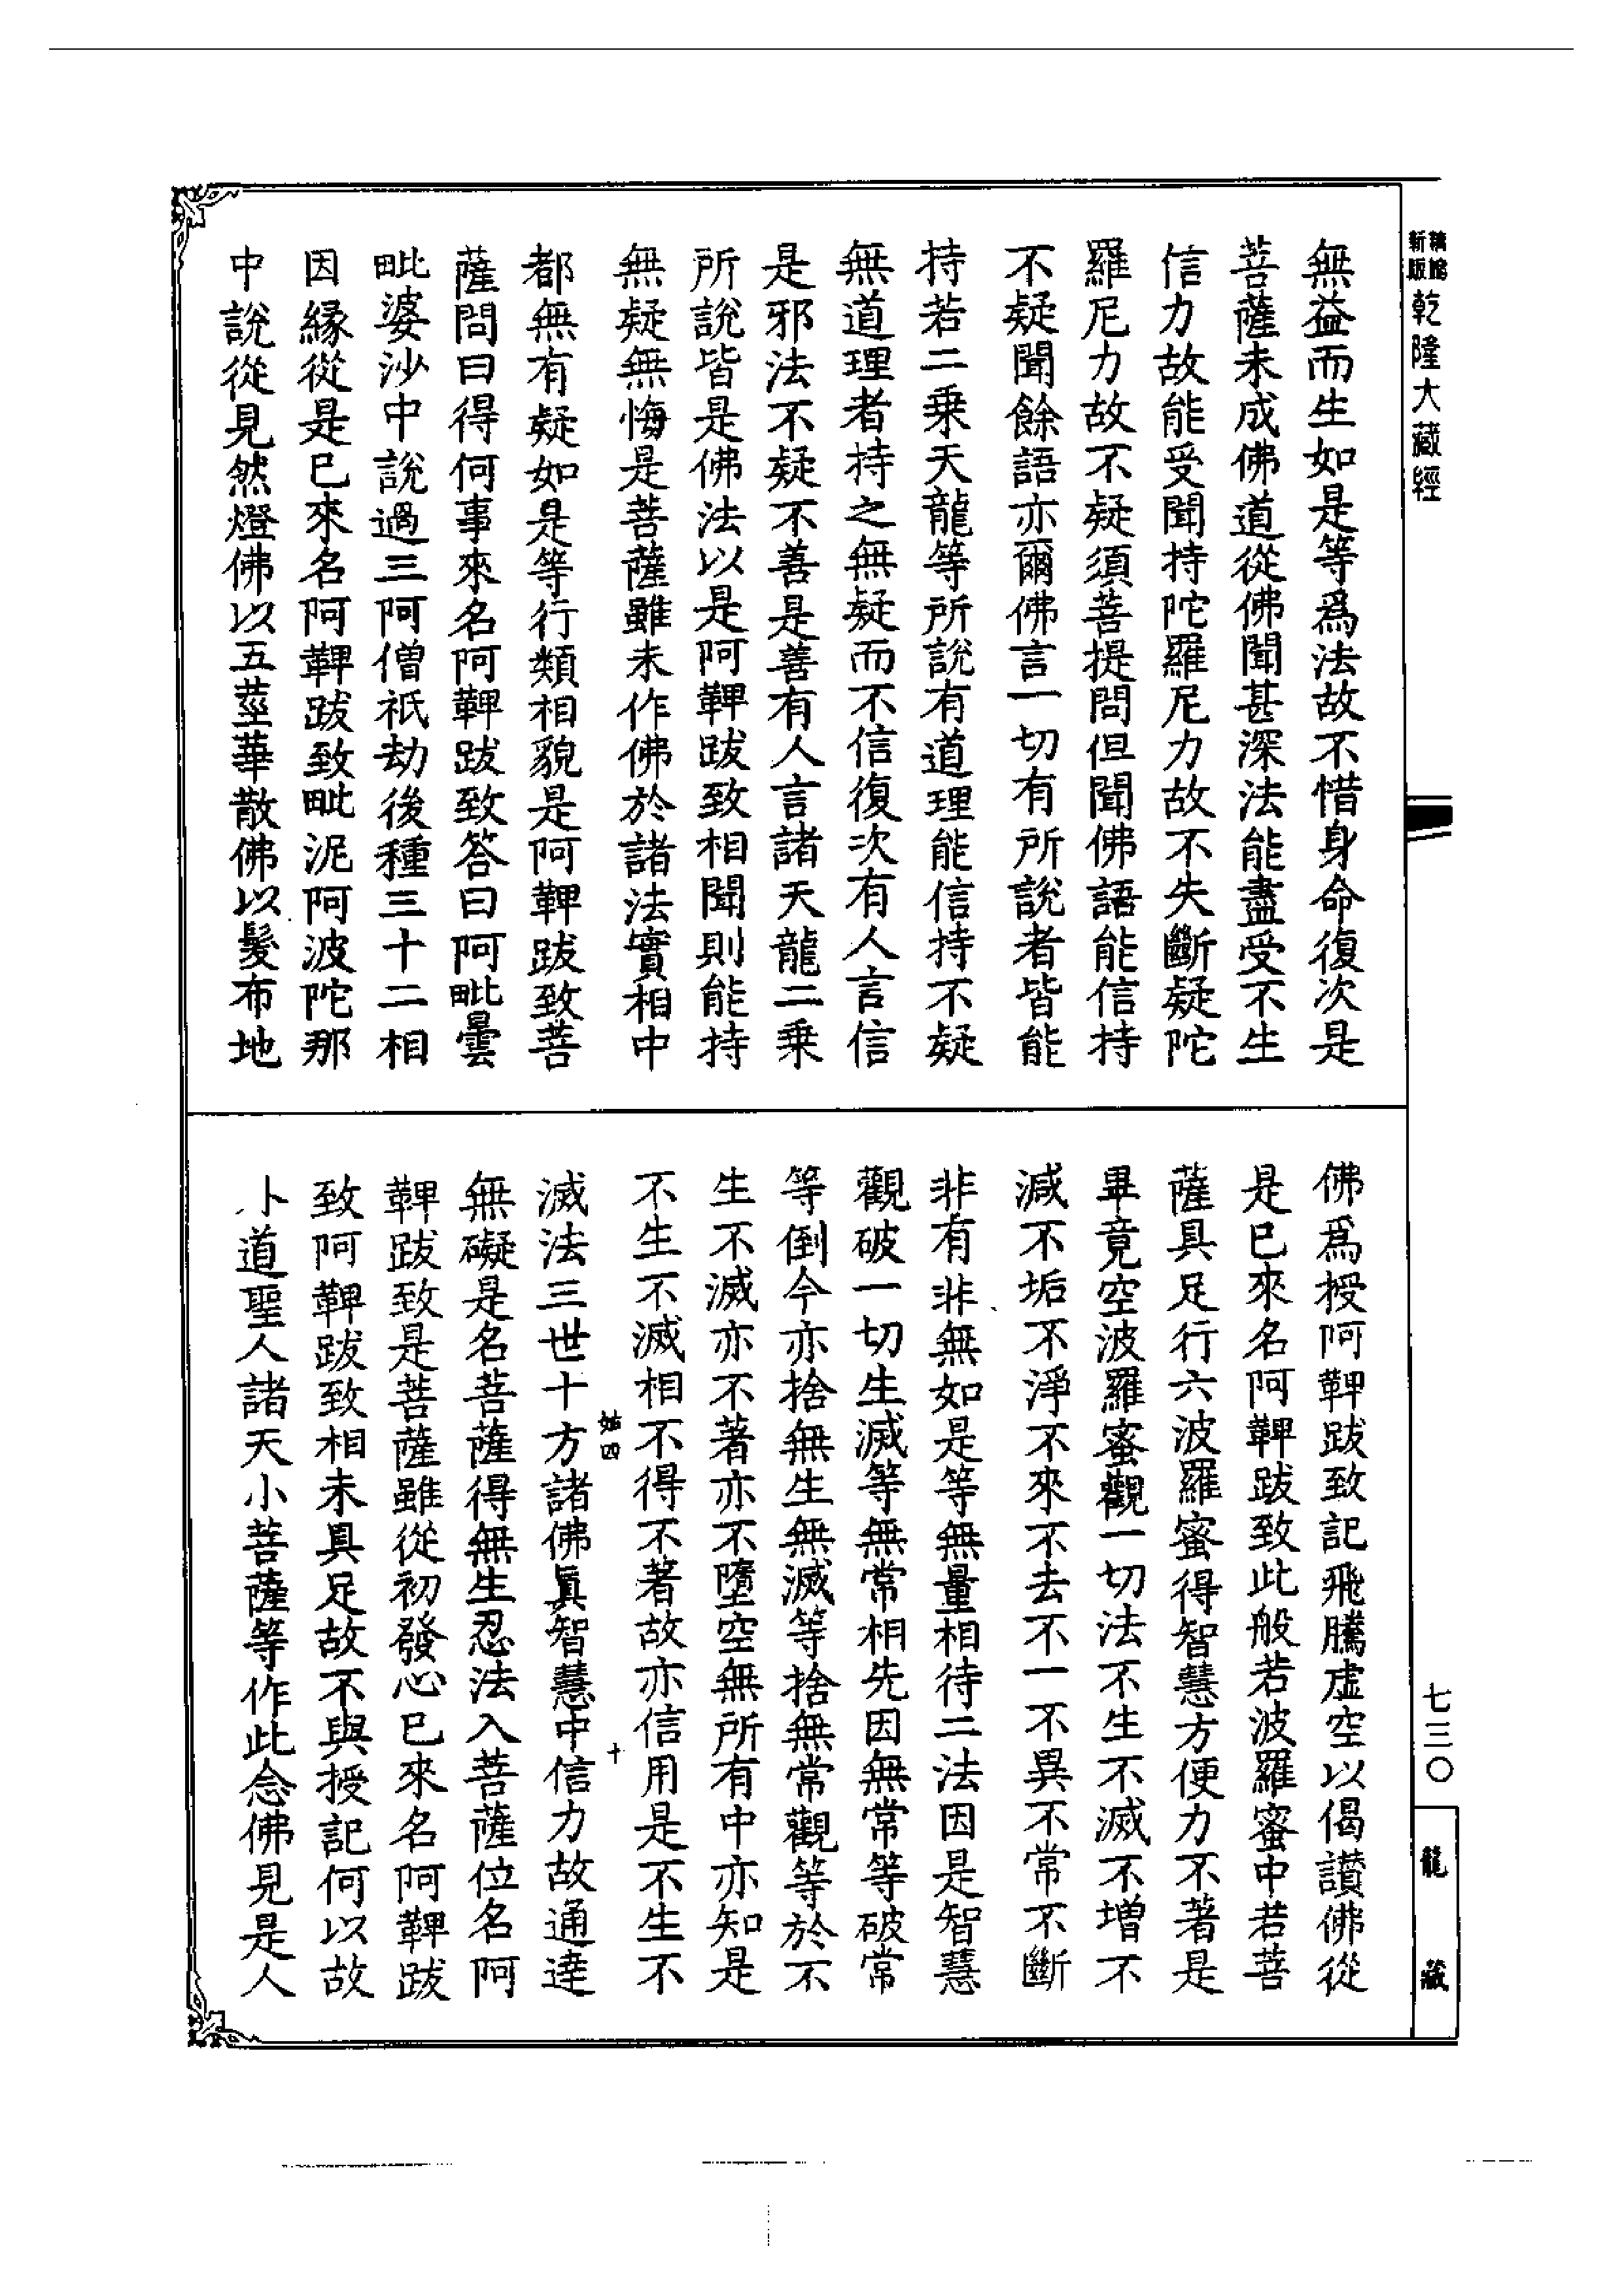 新版
乾隆大藏經
無益而生如是等爲法故不惜身命復次是
菩薩未成佛道從佛聞甚深法能盡受不生
信力故能受聞持陀羅尼力故不失斷疑陀
羅尼力故不疑須菩提問但聞佛語能信持
不疑聞餘語亦爾佛言一切有所說者皆能
持若二乗天龍等所說有道理能信持不疑
無道理者持之無疑而不信復次有人言信
是邪法不疑不善是善有人言諸天龍二乗
所說皆是佛法以是阿鞞跋致相聞則能持
無疑無悔是菩薩雖未作佛於諸法實相中
都無有疑如是等行類相貌是阿鞞跋致菩
薩問曰得何事來名阿鞞跋致答曰阿毗曇
毗婆沙中說過三阿僧祇劫後種三十二相
因緣從是已來名阿鞞跋致毗泥阿波陀那
中說從見然燈佛以五莖華散佛以髮布地
佛爲授阿鞞跋致記飛騰虛空以偈讃佛從
是已來名阿鞞跋致此般若波羅蜜中若菩
薩具足行六波羅蜜得智慧方便力不著是
畢竟空波羅蜜觀一切法不生不滅不增不
減不垢不淨不來不去不一不異不常不斷
非有非無如是等無量相待二法因是智慧
觀破一切生滅等無常相先因無常等破常
等倒今亦捨無生無滅等捨無常觀等於不
生不滅亦不著亦不墮空無所有中亦知是
不生不滅相不得不著故亦信用是不生不
滅法三世十方諸佛眞智慧中信力故通達
無礙是名菩薩得無生忍法入菩薩位名阿
鞞跋致是菩薩雖從初發心已來名阿鞞跋
致阿鞞跋致相未具足故不與授記何以故
卜道聖人諸天小菩薩等作此念佛見是人
七三〇
龍藏